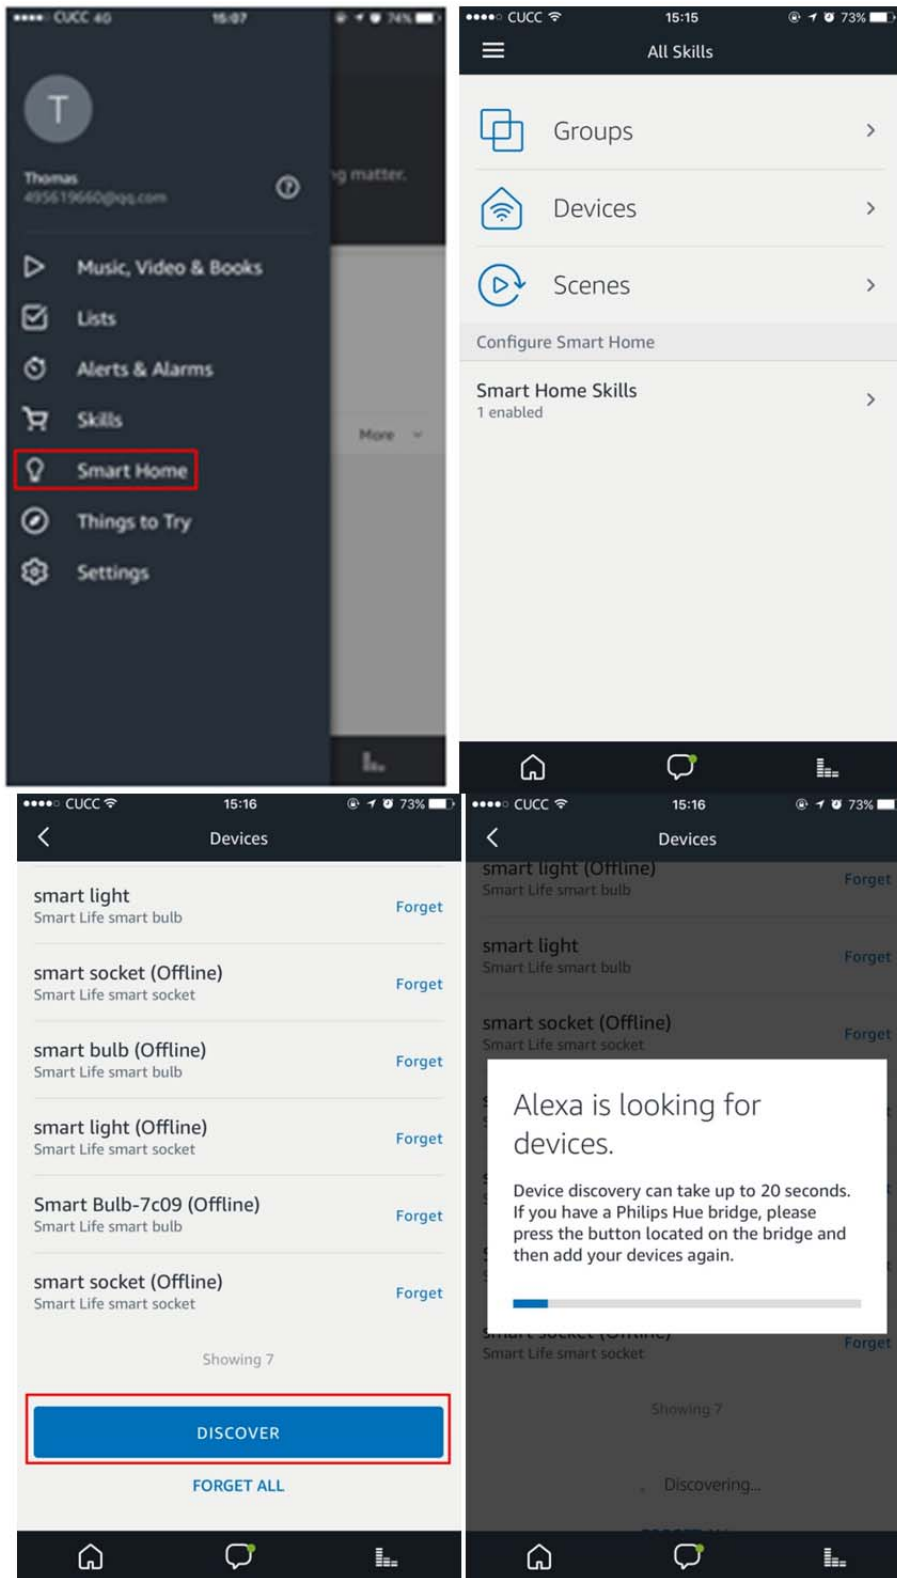 CUCC 4G 15:07 74%
T
Thomas
495619660@qq.com
ng matter.
Music, Video & Books
Lists
Alerts & Alarms
Skills
More
Smart Home
Things to Try
Settings
CUCC 15:15 73%
All Skills
Groups
Devices
Scenes
Configure Smart Home
Smart Home Skills
1 enabled
CUCC 15:16 73%
Devices
smart light
Smart Life smart bulb
Forget
smart socket (Offline)
Smart Life smart socket
Forget
smart bulb (Offline)
Smart Life smart bulb
Forget
smart light (Offline)
Smart Life smart socket
Forget
Smart Bulb-7c09 (Offline)
Smart Life smart bulb
Forget
smart socket (Offline)
Smart Life smart socket
Forget
Showing 7
DISCOVER
FORGET ALL
CUCC 15:16 73%
Devices
smart light (Offline)
Smart Life smart bulb
Forget
smart light
Smart Life smart bulb
Forget
smart socket (Offline)
Smart Life smart socket
Forget
Alexa is looking for
devices.
Device discovery can take up to 20 seconds.
If you have a Philips Hue bridge, please
press the button located on the bridge and
then add your devices again.
smart socket (Offline)
Smart Life smart socket
Forget
Showing 7
Discovering...